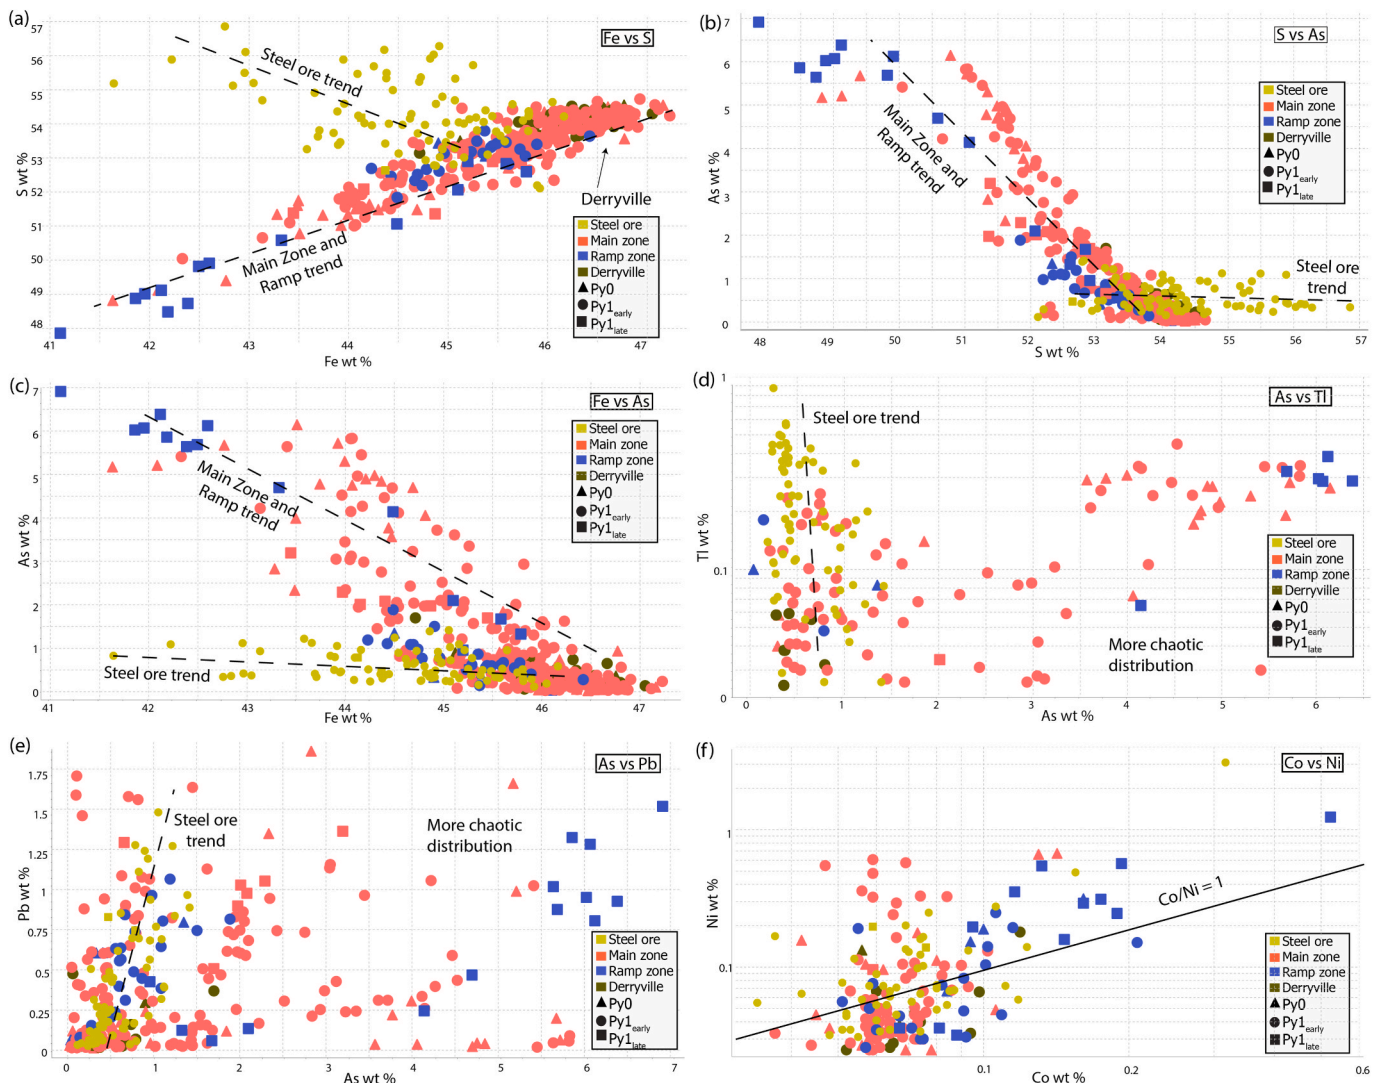 (a)
Fe vs S
57
56
55
54
53
52
51
50
49
48
S wt %
Steel ore trend
Main Zone and
Ramp trend
Derryville
Steel ore
Main zone
Ramp zone
Derryville
Py0
Py1early
Py1late
41 42 43 44 45 46 47
Fe wt %
(b)
S vs As
7
6
5
4
3
2
1
0
As wt %
Main Zone and
Ramp trend
Steel ore
trend
Steel ore
Main zone
Ramp zone
Derryville
Py0
Py1early
Py1late
48 49 50 51 52 53 54 55 56 57
S wt %
(c)
Fe vs As
7
6
5
4
3
2
1
0
As wt %
Main Zone and
Ramp trend
Steel ore trend
Steel ore
Main zone
Ramp zone
Derryville
Py0
Py1early
Py1late
41 42 43 44 45 46 47
Fe wt %
(d)
As vs Tl
1
0.1
0
Tl wt %
Steel ore trend
More chaotic
distribution
Steel ore
Main zone
Ramp zone
Derryville
Py0
Py1early
Py1late
0 1 2 3 4 5 6
As wt %
(e)
As vs Pb
1.75
1.5
1.25
1
0.75
0.5
0.25
0
Pb wt %
Steel ore
trend
More chaotic
distribution
Steel ore
Main zone
Ramp zone
Derryville
Py0
Py1early
Py1late
0 1 2 3 4 5 6 7
As wt %
(f)
Co vs Ni
1
0.1
Ni wt %
Co/Ni = 1
Steel ore
Main zone
Ramp zone
Derryville
Py0
Py1early
Py1late
0.1 0.2 0.6
Co wt %